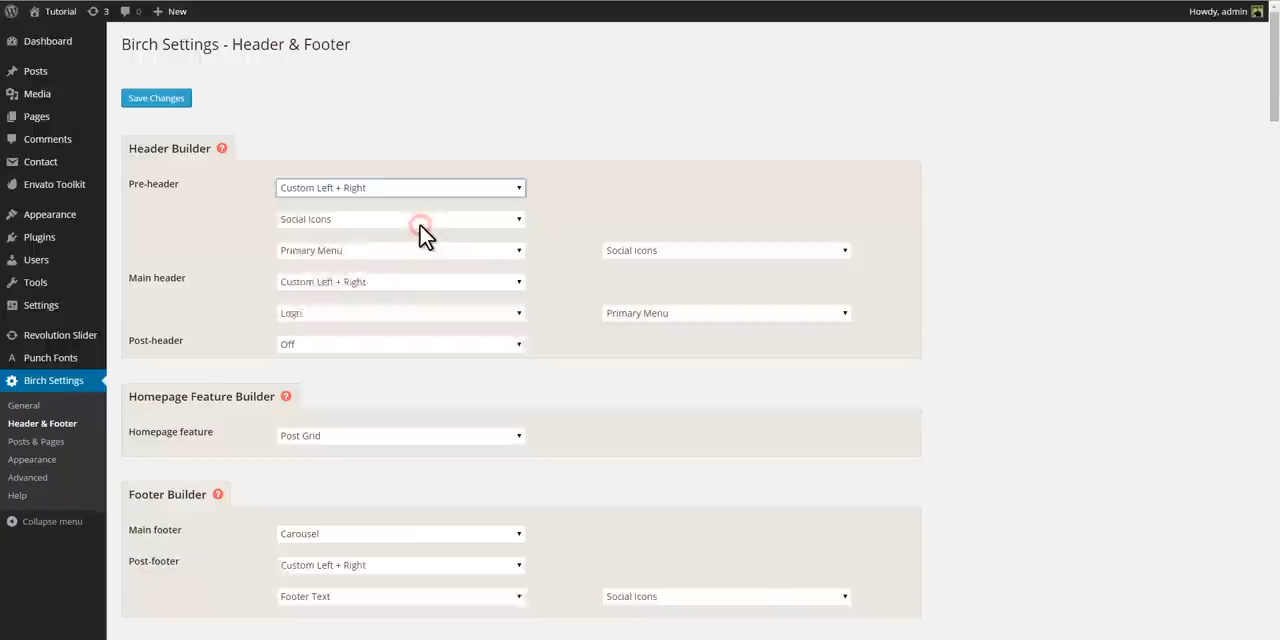 Tutorial 3 0 New Howdy, admin
Dashboard
Posts
Media
Pages
Comments
Contact
Envato Toolkit
Appearance
Plugins
Users
Tools
Settings
Revolution Slider
Punch Fonts
Birch Settings
General
Header & Footer
Posts & Pages
Appearance
Advanced
Help
Collapse menu
Birch Settings - Header & Footer
Save Changes
Header Builder ?
Pre-header Custom Left + Right
Social Icons
Primary Menu Social Icons
Main header Custom Left + Right
Logo Primary Menu
Post-header Off
Homepage Feature Builder ?
Homepage feature Post Grid
Footer Builder ?
Main footer Carousel
Post-footer Custom Left + Right
Footer Text Social Icons